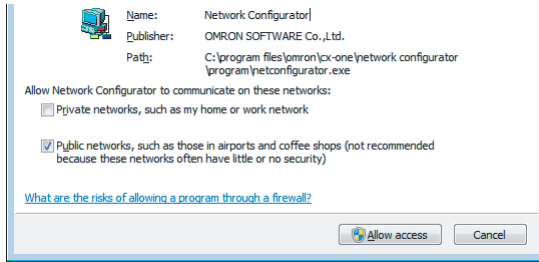 Name: Network Configurator
Publisher: OMRON SOFTWARE Co.,Ltd.
Path: C:\program files\omron\cx-one\network configurator
\program\netconfigurator.exe
Allow Network Configurator to communicate on these networks:
Private networks, such as my home or work network
Public networks, such as those in airports and coffee shops (not recommended
because these networks often have little or no security)
What are the risks of allowing a program through a firewall?
Allow access Cancel